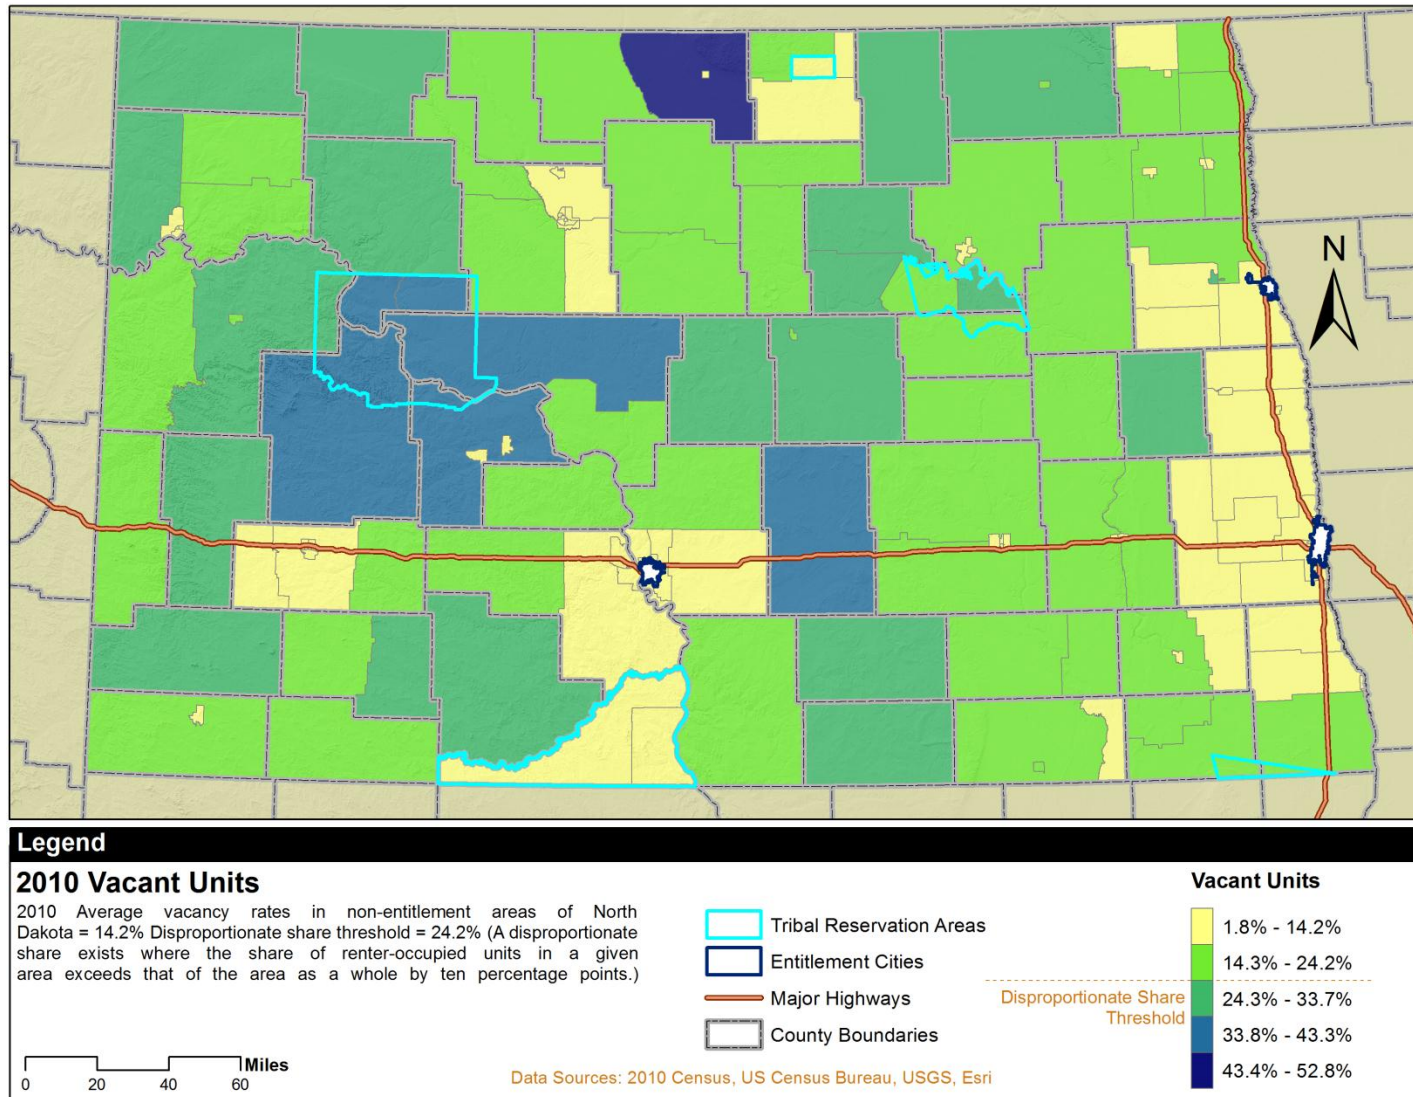 N
Legend
2010 Vacant Units
2010 Average vacancy rates in non-entitlement areas of North
Dakota = 14.2% Disproportionate share threshold = 24.2% (A disproportionate
share exists where the share of renter-occupied units in a given
area exceeds that of the area as a whole by ten percentage points.)
0 20 40 60 Miles
Tribal Reservation Areas
Entitlement Cities
Major Highways
County Boundaries
Vacant Units
1.8% - 14.2%
14.3% - 24.2%
Disproportionate Share
Threshold
24.3% - 33.7%
33.8% - 43.3%
43.4% - 52.8%
Data Sources: 2010 Census, US Census Bureau, USGS, Esri